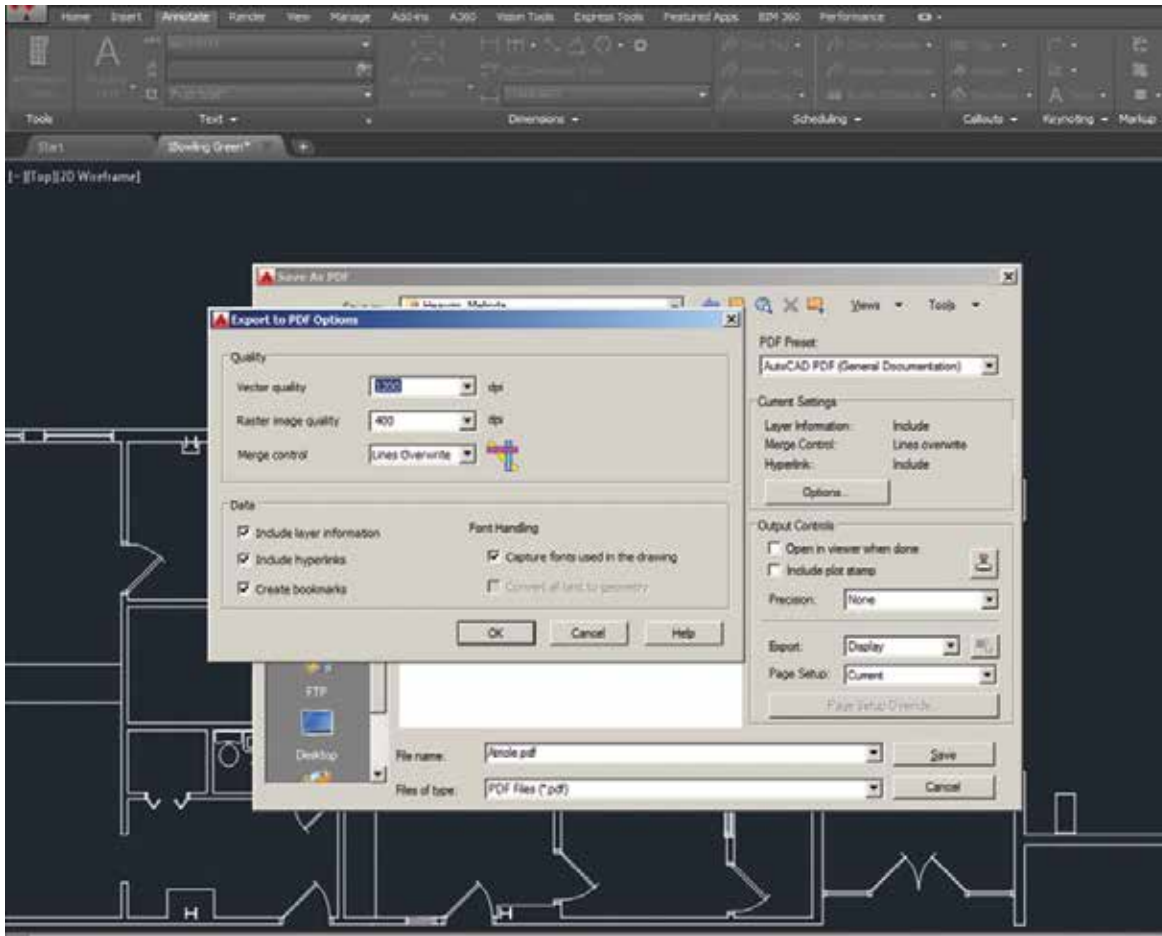 Home Insert Annotate Render View Manage Add-ins A360 Vision Tools Express Tools Featured Apps BIM 360 Performance
Tools Text Dimensions Scheduling Callouts Keynoting Markup
Start Bowling Green*
[-][Top][2D Wireframe]
Save As PDF
Views Tools
Export to PDF Options
PDF Preset:
AutoCAD PDF (General Documentation)
Quality
Vector quality 1200 dpi
Raster image quality 400 dpi
Merge control Lines Overwrite
Current Settings
Layer Information: Include
Merge Control: Lines overwrite
Hyperlink: Include
Options...
Data
Include layer information
Include hyperlinks
Create bookmarks
Font Handling
Capture fonts used in the drawing
Convert all text to geometry
OK Cancel Help
Output Controls
Open in viewer when done
Include plot stamp
Precision: None
Export: Display
Page Setup: Current
Page Setup Override...
FTP
Desktop
File name: .pdf
Save
Files of type: PDF Files (*.pdf)
Cancel
H
H